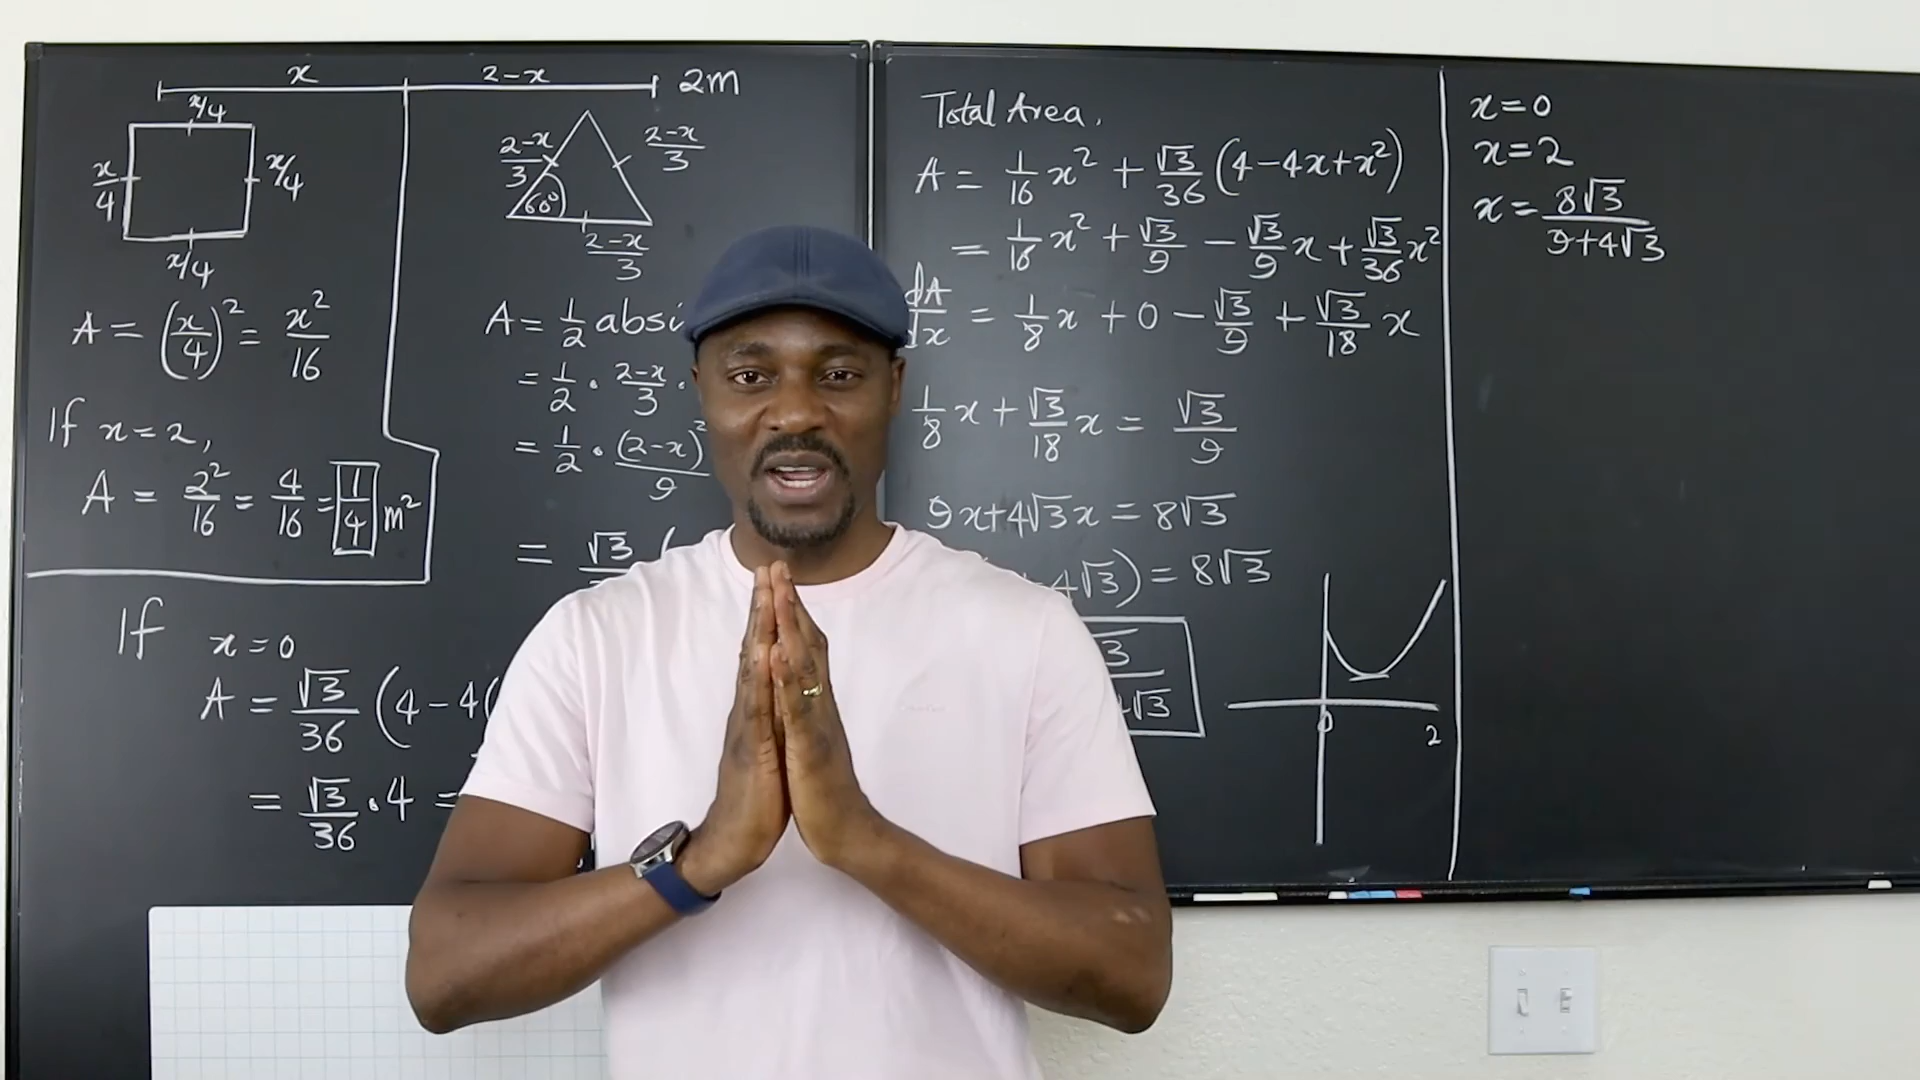 x 2-x 2m
x/4
x/4 x/4
x/4
(2-x)/3 (2-x)/3
60°
(2-x)/3
A = (x/4)² = x²/16
If x=2,
A = 2²/16 = 4/16 = 1/4 m²
A = 1/2 absi
= 1/2 · (2-x)/3 ·
= 1/2 · (2-x)²/9
= √3
If x=0
A = √3/36 (4-4(
= √3/36 · 4 =
Total Area.
A = 1/16 x² + √3/36 (4-4x+x²)
= 1/16 x² + √3/9 - √3/9 x + √3/36 x²
dA/dx = 1/8 x + 0 - √3/9 + √3/18 x
1/8 x + √3/18 x = √3/9
9x+4√3x = 8√3
4√3) = 8√3
0 2
x=0
x=2
x = 8√3/(9+4√3)